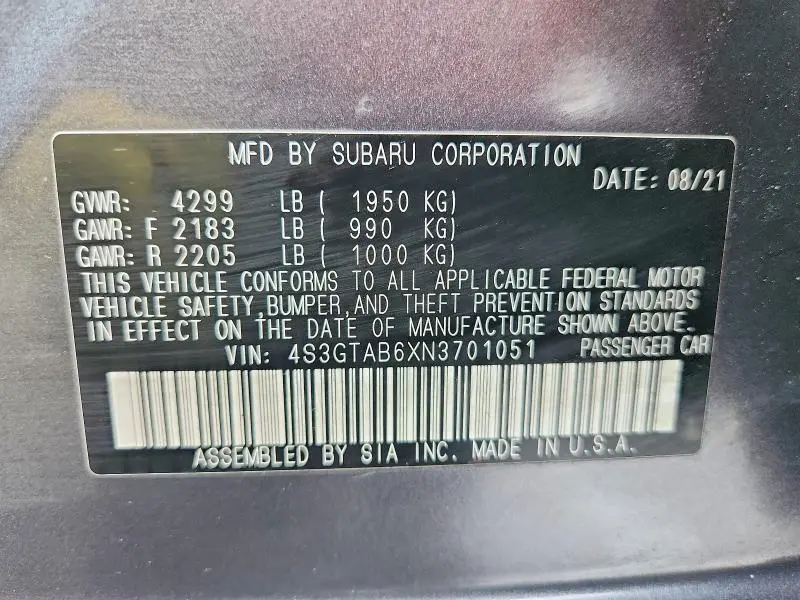 MFD BY SUBARU CORPORATION
DATE: 08/21
GVWR: 4299 LB ( 1950 KG)
GAWR: F 2183 LB ( 990 KG)
GAWR: R 2205 LB ( 1000 KG)
THIS VEHICLE CONFORMS TO ALL APPLICABLE FEDERAL MOTOR
VEHICLE SAFETY,BUMPER,AND THEFT PREVENTION STANDARDS
IN EFFECT ON THE DATE OF MANUFACTURE SHOWN ABOVE.
VIN: 4S3GTAB6XN3701051 PASSENGER CAR
ASSEMBLED BY SIA INC. MADE IN U.S.A.